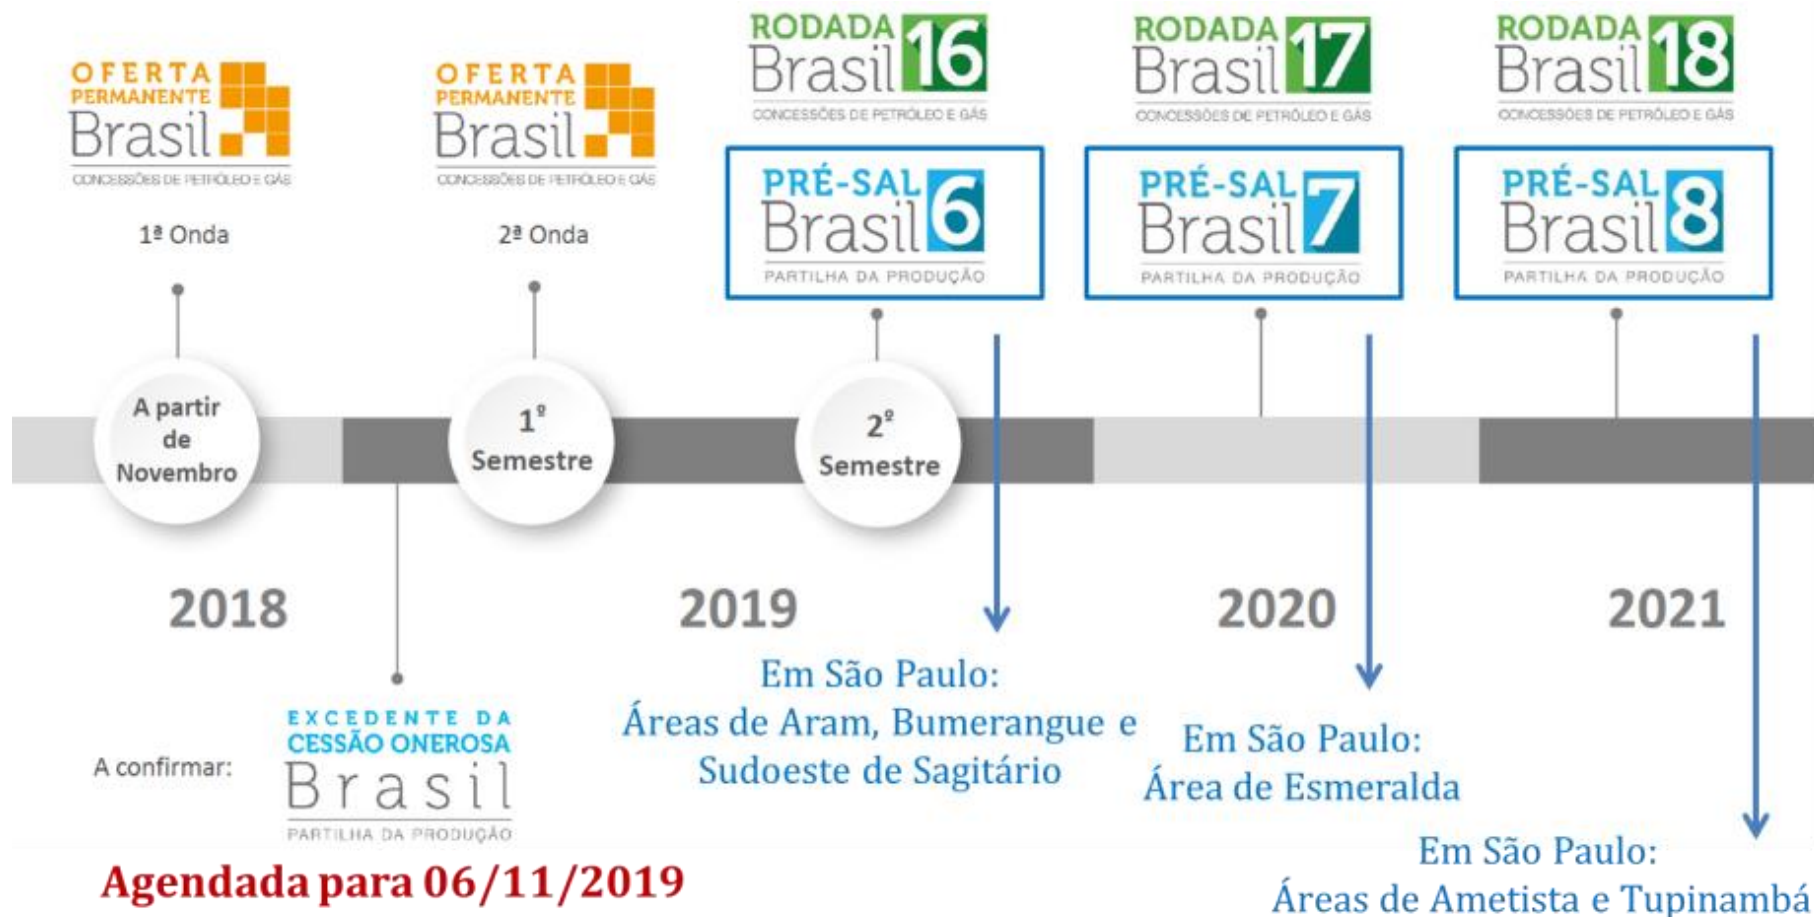 OFERTA
PERMANENTE
Brasil
CONCESSÕES DE PETRÓLEO E GÁS
1ª Onda
OFERTA
PERMANENTE
Brasil
CONCESSÕES DE PETRÓLEO E GÁS
2ª Onda
RODADA
Brasil 16
CONCESSÕES DE PETRÓLEO E GÁS
PRÉ-SAL
Brasil 6
PARTILHA DA PRODUÇÃO
RODADA
Brasil 17
CONCESSÕES DE PETRÓLEO E GÁS
PRÉ-SAL
Brasil 7
PARTILHA DA PRODUÇÃO
RODADA
Brasil 18
CONCESSÕES DE PETRÓLEO E GÁS
PRÉ-SAL
Brasil 8
PARTILHA DA PRODUÇÃO
A partir
de
Novembro
1º
Semestre
2º
Semestre
2018
2019
2020
2021
A confirmar:
EXCEDENTE DA
CESSÃO ONEROSA
Brasil
PARTILHA DA PRODUÇÃO
Agendada para 06/11/2019
Em São Paulo:
Áreas de Aram, Bumerangue e
Sudoeste de Sagitário
Em São Paulo:
Área de Esmeralda
Em São Paulo:
Áreas de Ametista e Tupinambá